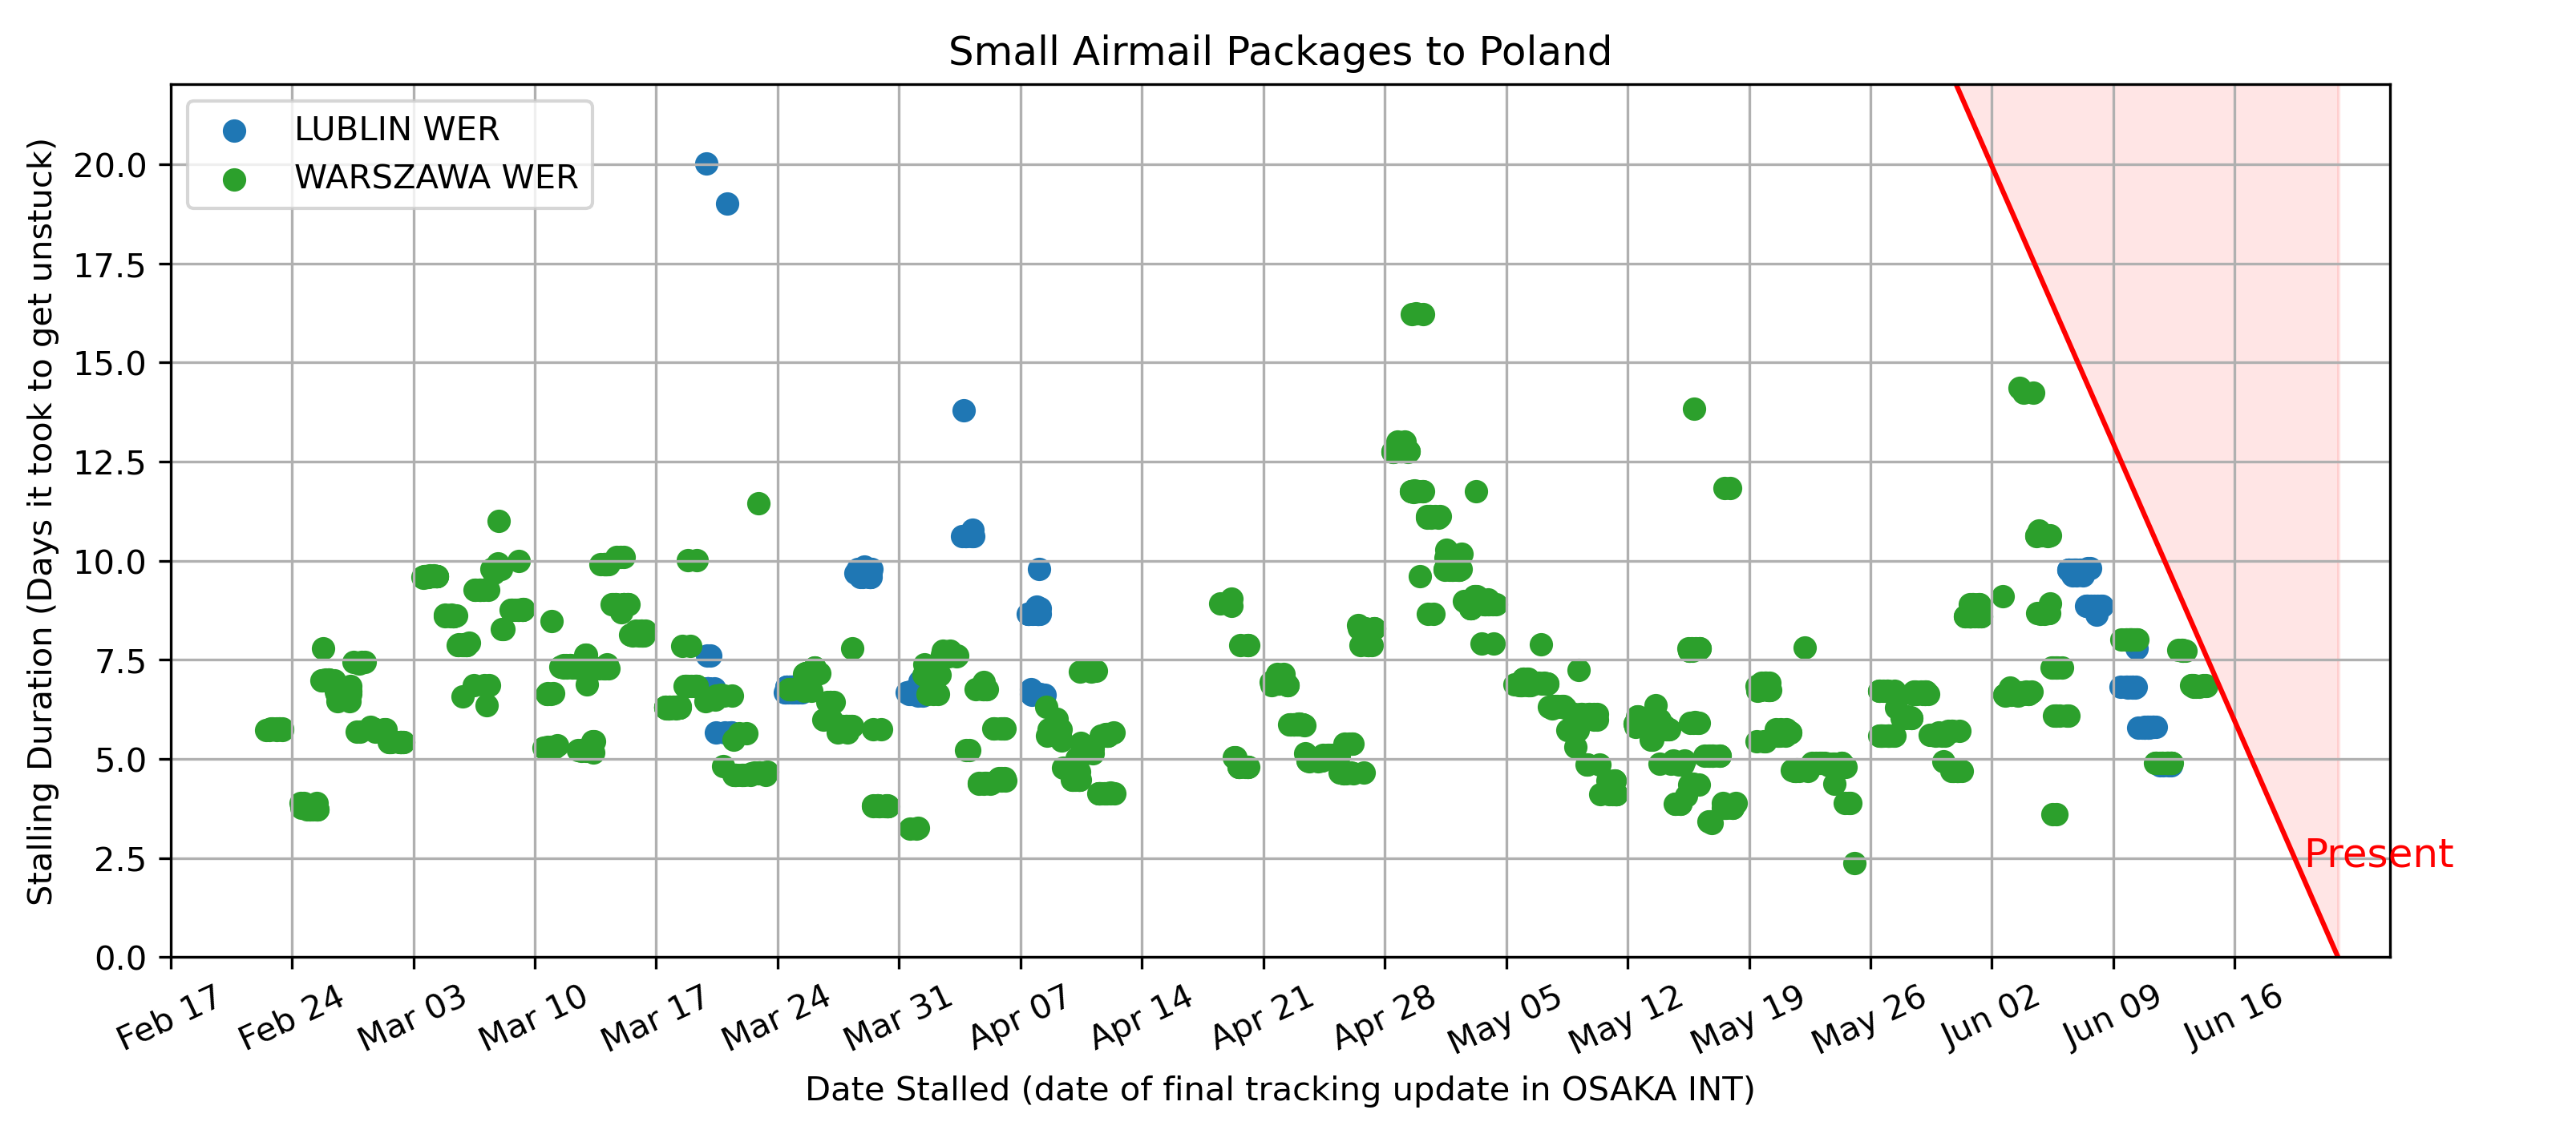 Small Airmail Packages to Poland
LUBLIN WER
WARSZAWA WER
Stalling Duration (Days it took to get unstuck)
20.0
17.5
15.0
12.5
10.0
7.5
5.0
2.5
0.0
Present
Feb 17
Feb 24
Mar 03
Mar 10
Mar 17
Mar 24
Mar 31
Apr 07
Apr 14
Apr 21
Apr 28
May 05
May 12
May 19
May 26
Jun 02
Jun 09
Jun 16
Date Stalled (date of final tracking update in OSAKA INT)